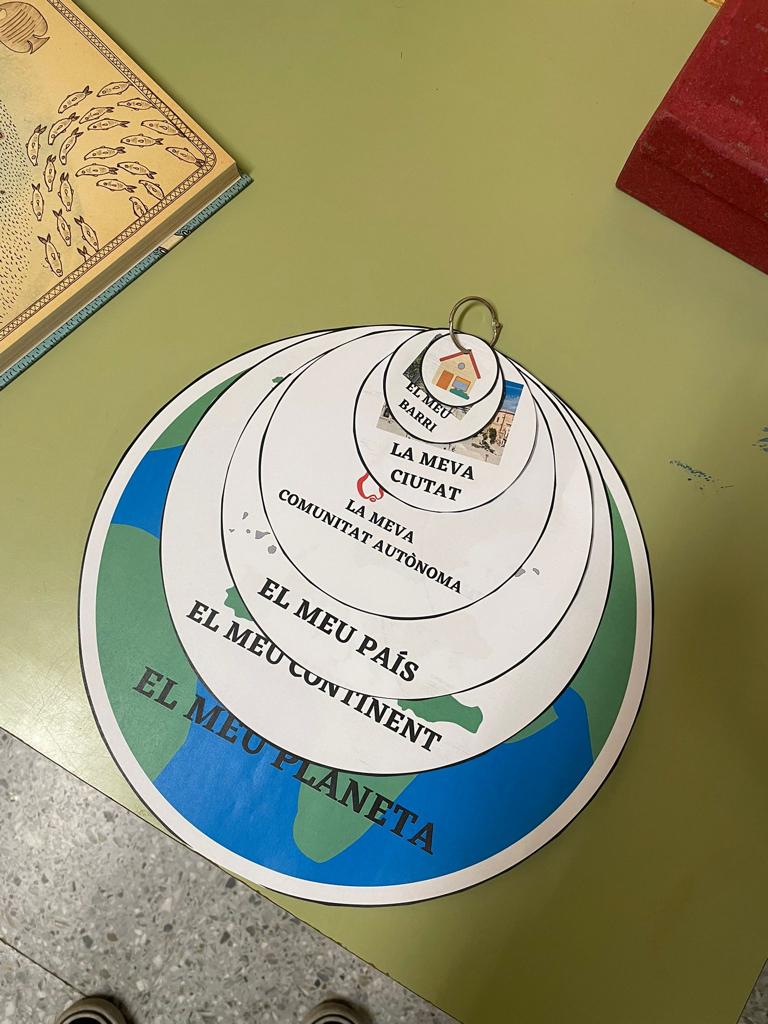 EL MEU
BARRI
LA MEVA
CIUTAT
LA MEVA
COMUNITAT AUTÒNOMA
EL MEU PAÍS
EL MEU CONTINENT
EL MEU PLANETA